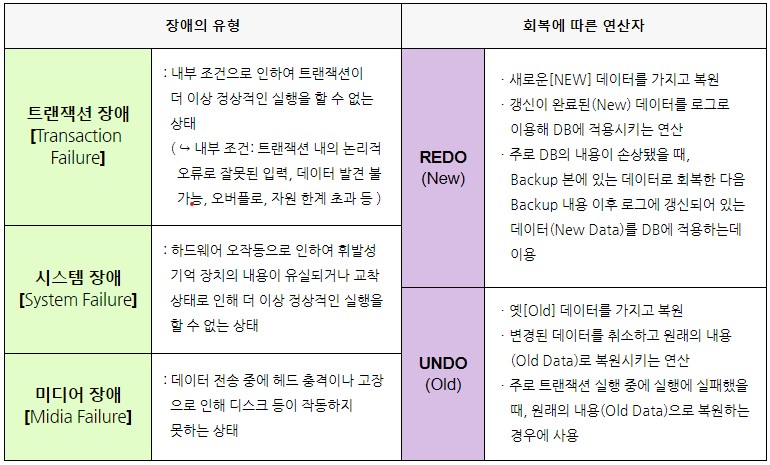 장애의 유형
회복에 따른 연산자
트랜잭션 장애
[Transaction
Failure]
: 내부 조건으로 인하여 트랜잭션이
더 이상 정상적인 실행을 할 수 없는
상태
( ↪ 내부 조건: 트랜잭션 내의 논리적
오류로 잘못된 입력, 데이터 발견 불
가능, 오버플로, 자원 한계 초과 등 )
시스템 장애
[System Failure]
: 하드웨어 오작동으로 인하여 휘발성
기억 장치의 내용이 유실되거나 교착
상태로 인해 더 이상 정상적인 실행을
할 수 없는 상태
미디어 장애
[Midia Failure]
: 데이터 전송 중에 헤드 충격이나 고장
으로 인해 디스크 등이 작동하지
못하는 상태
REDO
(New)
· 새로운[NEW] 데이터를 가지고 복원
· 갱신이 완료된(New) 데이터를 로그로
이용해 DB에 적용시키는 연산
· 주로 DB의 내용이 손상됐을 때,
Backup 본에 있는 데이터로 회복한 다음
Backup 내용 이후 로그에 갱신되어 있는
데이터(New Data)를 DB에 적용하는데
이용
UNDO
(Old)
· 옛[Old] 데이터를 가지고 복원
· 변경된 데이터를 취소하고 원래의 내용
(Old Data)로 복원시키는 연산
· 주로 트랜잭션 실행 중에 실행에 실패했을
때, 원래의 내용(Old Data)으로 복원하는
경우에 사용